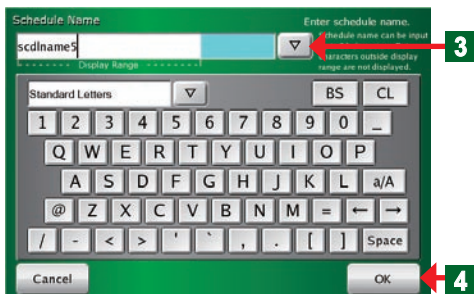 Schedule Name
Enter schedule name.
Schedule name can be input
scdlname5
▽
3
Characters outside display
Display Range
range are not displayed.
Standard Letters ▽ BS CL
1 2 3 4 5 6 7 8 9 0 _
Q W E R T Y U I O P
A S D F G H J K L a/A
@ Z X C V B N M = ← →
/ - < > ' ` , . [ ] Space
Cancel OK 4